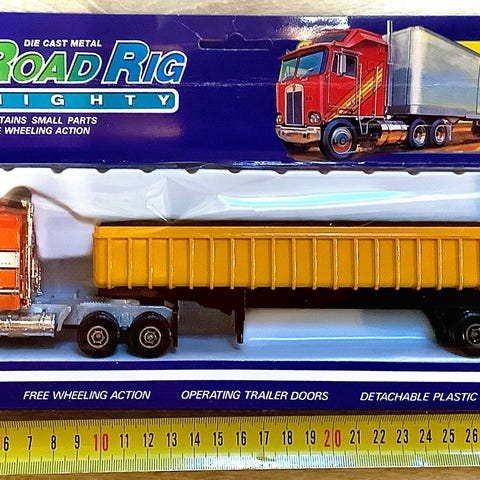 DIE CAST METAL
ROAD RIG
MIGHTY
TAINS SMALL PARTS
E WHEELING ACTION
FREE WHEELING ACTION OPERATING TRAILER DOORS DETACHABLE PLASTIC
6 7 8 9 10 11 12 13 14 15 16 17 18 19 20 21 22 23 24 25 26